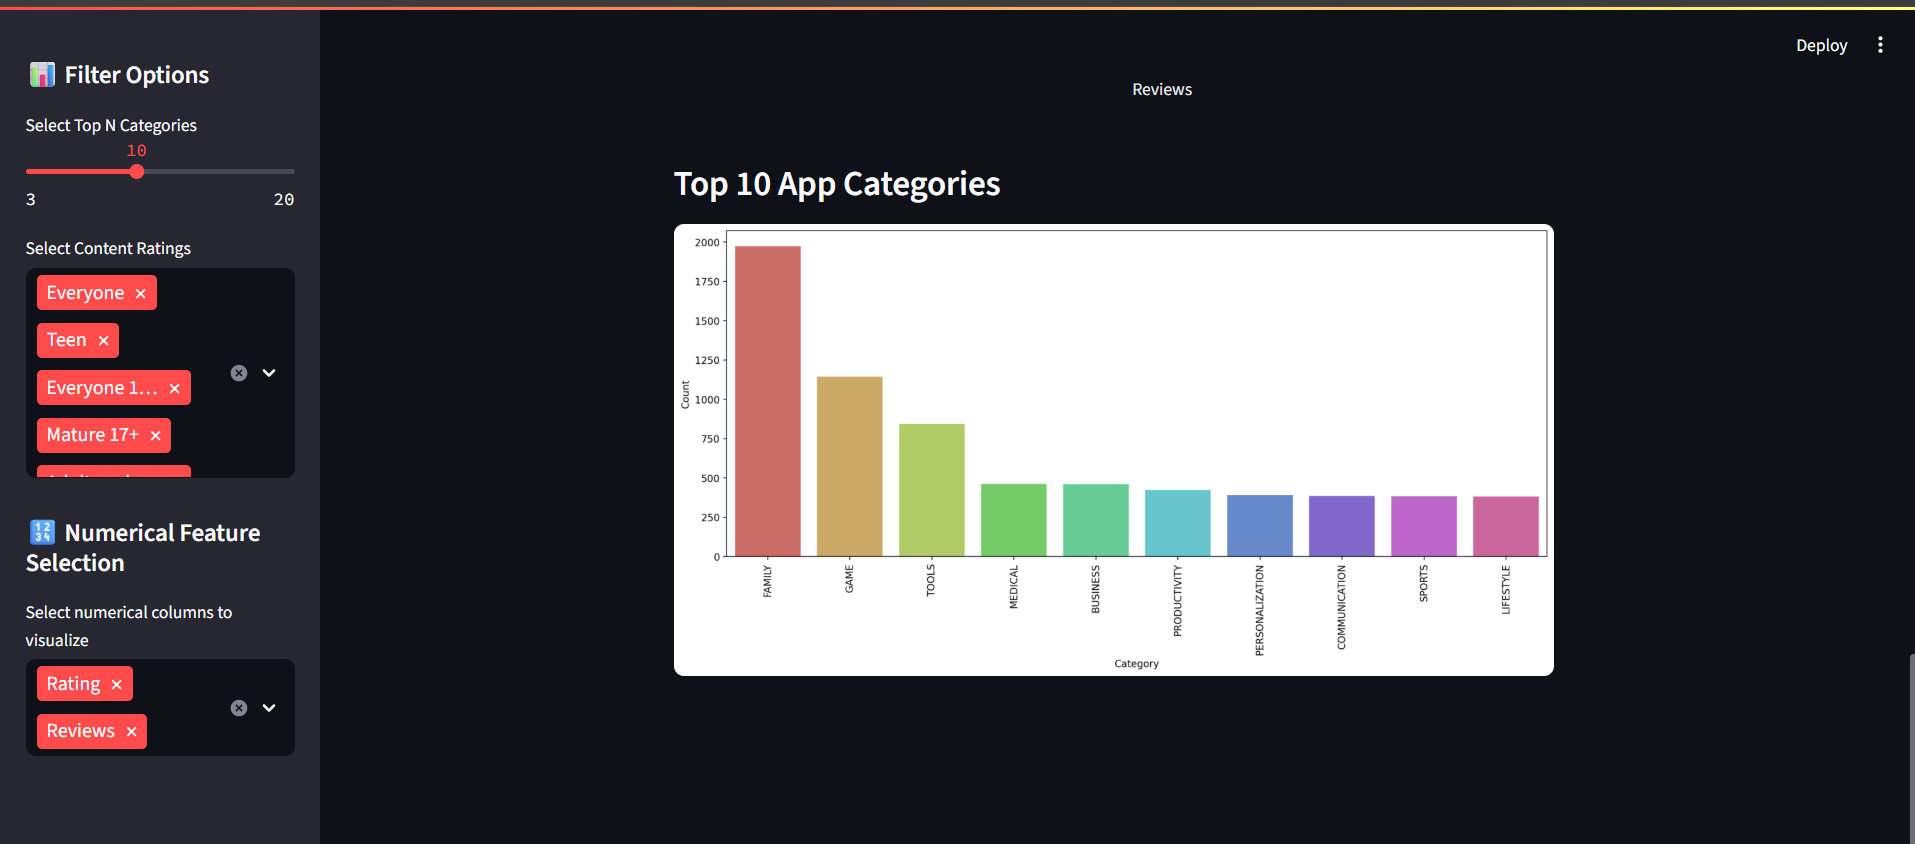 Deploy
Filter Options
Select Top N Categories
10
3
20
Select Content Ratings
Everyone
Teen
Everyone 1...
Mature 17+
Numerical Feature
Selection
Select numerical columns to
visualize
Rating
Reviews
Reviews
Top 10 App Categories
2000
1750
1500
1250
1000
750
500
250
0
Count
FAMILY
GAME
TOOLS
MEDICAL
BUSINESS
PRODUCTIVITY
PERSONALIZATION
COMMUNICATION
SPORTS
LIFESTYLE
Category